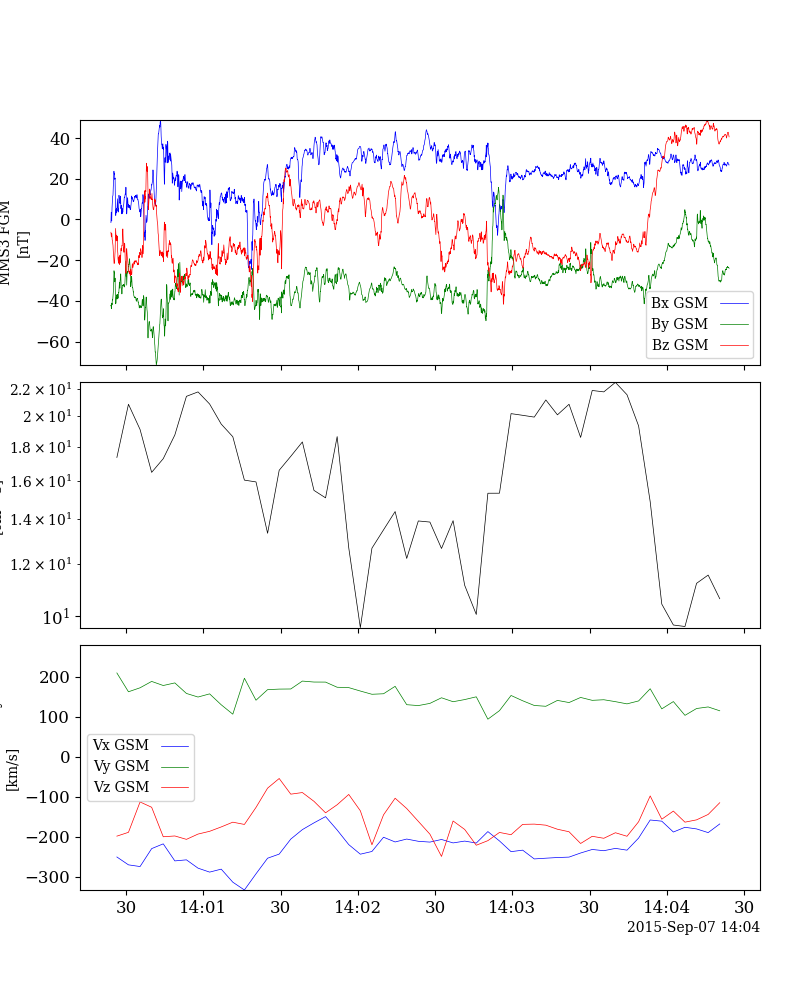 MMS3 FGM
[nT]
40
20
0
−20
−40
−60
Bx GSM
By GSM
Bz GSM
2.2 × 10¹
2 × 10¹
1.8 × 10¹
1.6 × 10¹
1.4 × 10¹
1.2 × 10¹
10¹
[km/s]
200
100
0
−100
−200
−300
Vx GSM
Vy GSM
Vz GSM
30 14:01 30 14:02 30 14:03 30 14:04 30
2015-Sep-07 14:04